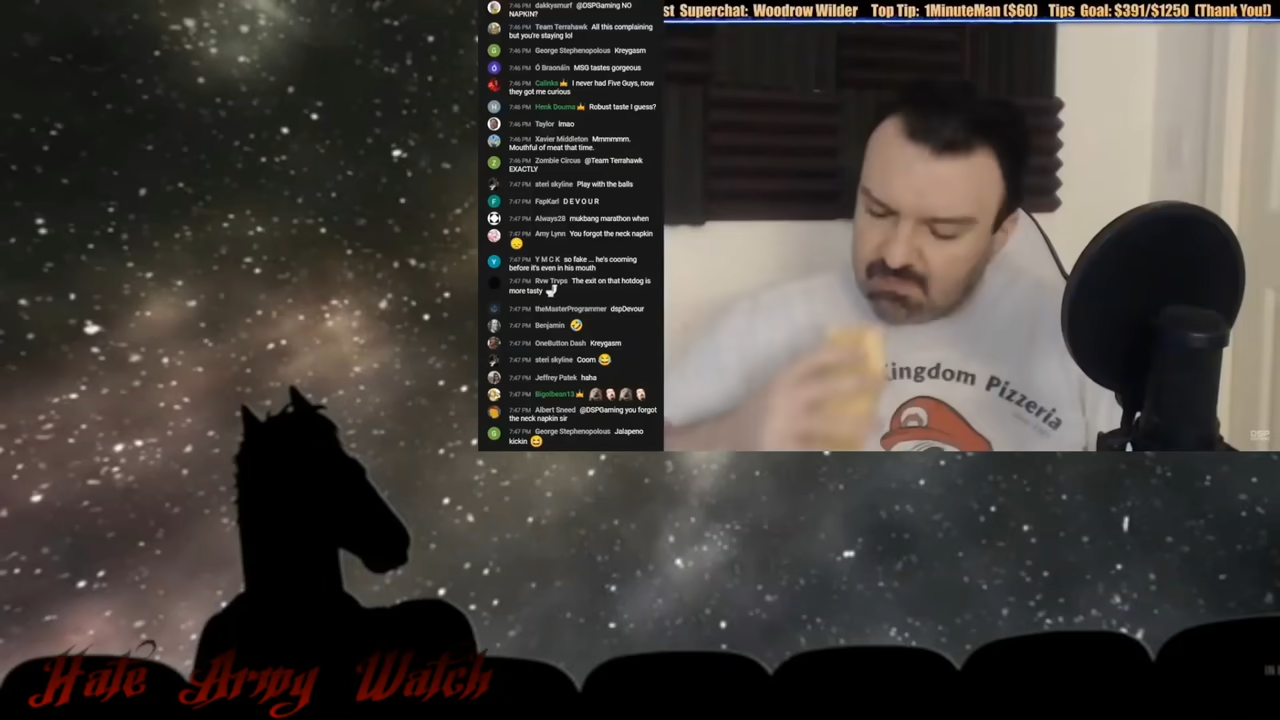 st Superchat: Woodrow Wilder Top Tip: 1MinuteMan ($60) Tips Goal: $391/$1250 (Thank You!)
7:46 PM dakkysmurf @DSPGaming NO
NAPKIN?
7:46 PM Team Terrahawk All this complaining
but you're staying lol
7:46 PM George Stephenopolous Kreygasm
7:46 PM Ó Braonáin MSG tastes gorgeous
7:46 PM Calinks I never had Five Guys, now
they got me curious
7:46 PM Henk Douma Robust taste I guess?
7:46 PM Taylor lmao
7:46 PM Xavier Middleton Mmmmmm.
Mouthful of meat that time.
7:46 PM Zombie Circus @Team Terrahawk
EXACTLY
7:47 PM steri skyline Play with the balls
7:47 PM FapKarl D E V O U R
7:47 PM Always28 mukbang marathon when
7:47 PM Amy Lynn You forgot the neck napkin
7:47 PM Y M C K so fake ... he's cooming
before it's even in his mouth
7:47 PM Rvw Trvps The exit on that hotdog is
more tasty
7:47 PM theMasterProgrammer dspDevour
7:47 PM Benjamin
7:47 PM OneButton Dash Kreygasm
7:47 PM steri skyline Coom
7:47 PM Jeffrey Patek haha
7:47 PM Bigolbean13
7:47 PM Albert Sneed @DSPGaming you forgot
the neck napkin sir
7:47 PM George Stephenopolous Jalapeno
kickin
Kingdom Pizzeria
DSP
Hate Army Watch